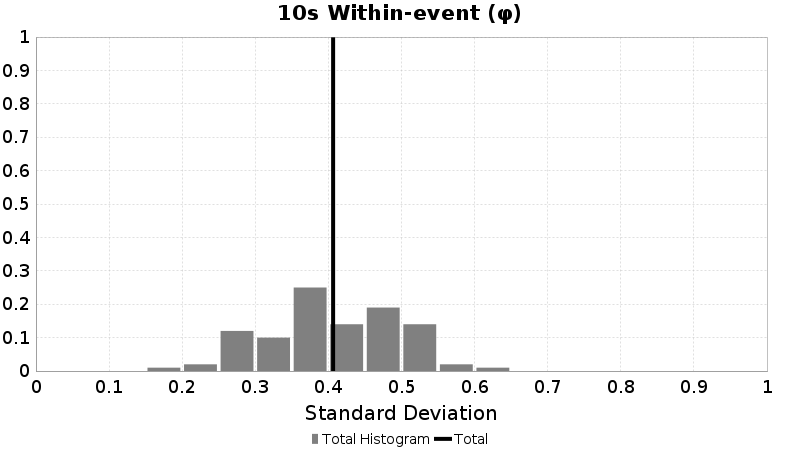 10s Within-event (φ)
1
0.9
0.8
0.7
0.6
0.5
0.4
0.3
0.2
0.1
0
0 0.1 0.2 0.3 0.4 0.5 0.6 0.7 0.8 0.9 1
Standard Deviation
Total Histogram Total